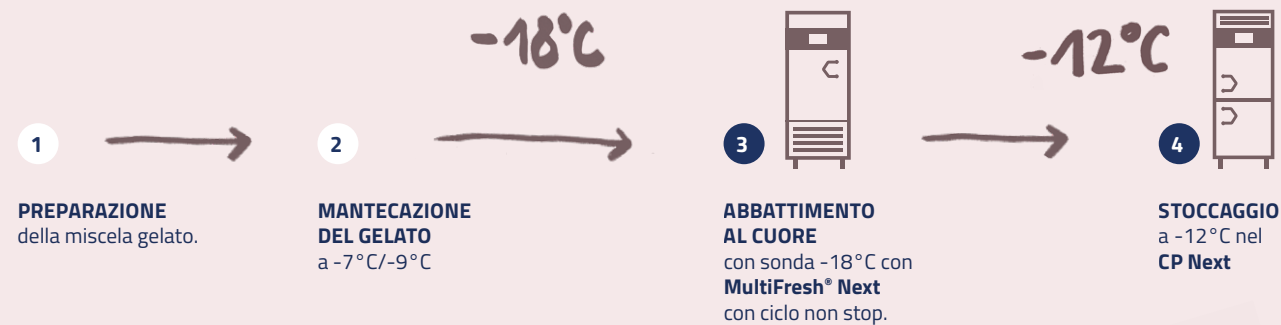 -18°C
-12°C
1
2
3
4
PREPARAZIONE
della miscela gelato.
MANTECAZIONE
DEL GELATO
a -7°C/-9°C
ABBATTIMENTO
AL CUORE
con sonda -18°C con
MultiFresh® Next
con ciclo non stop.
STOCCAGGIO
a -12°C nel
CP Next